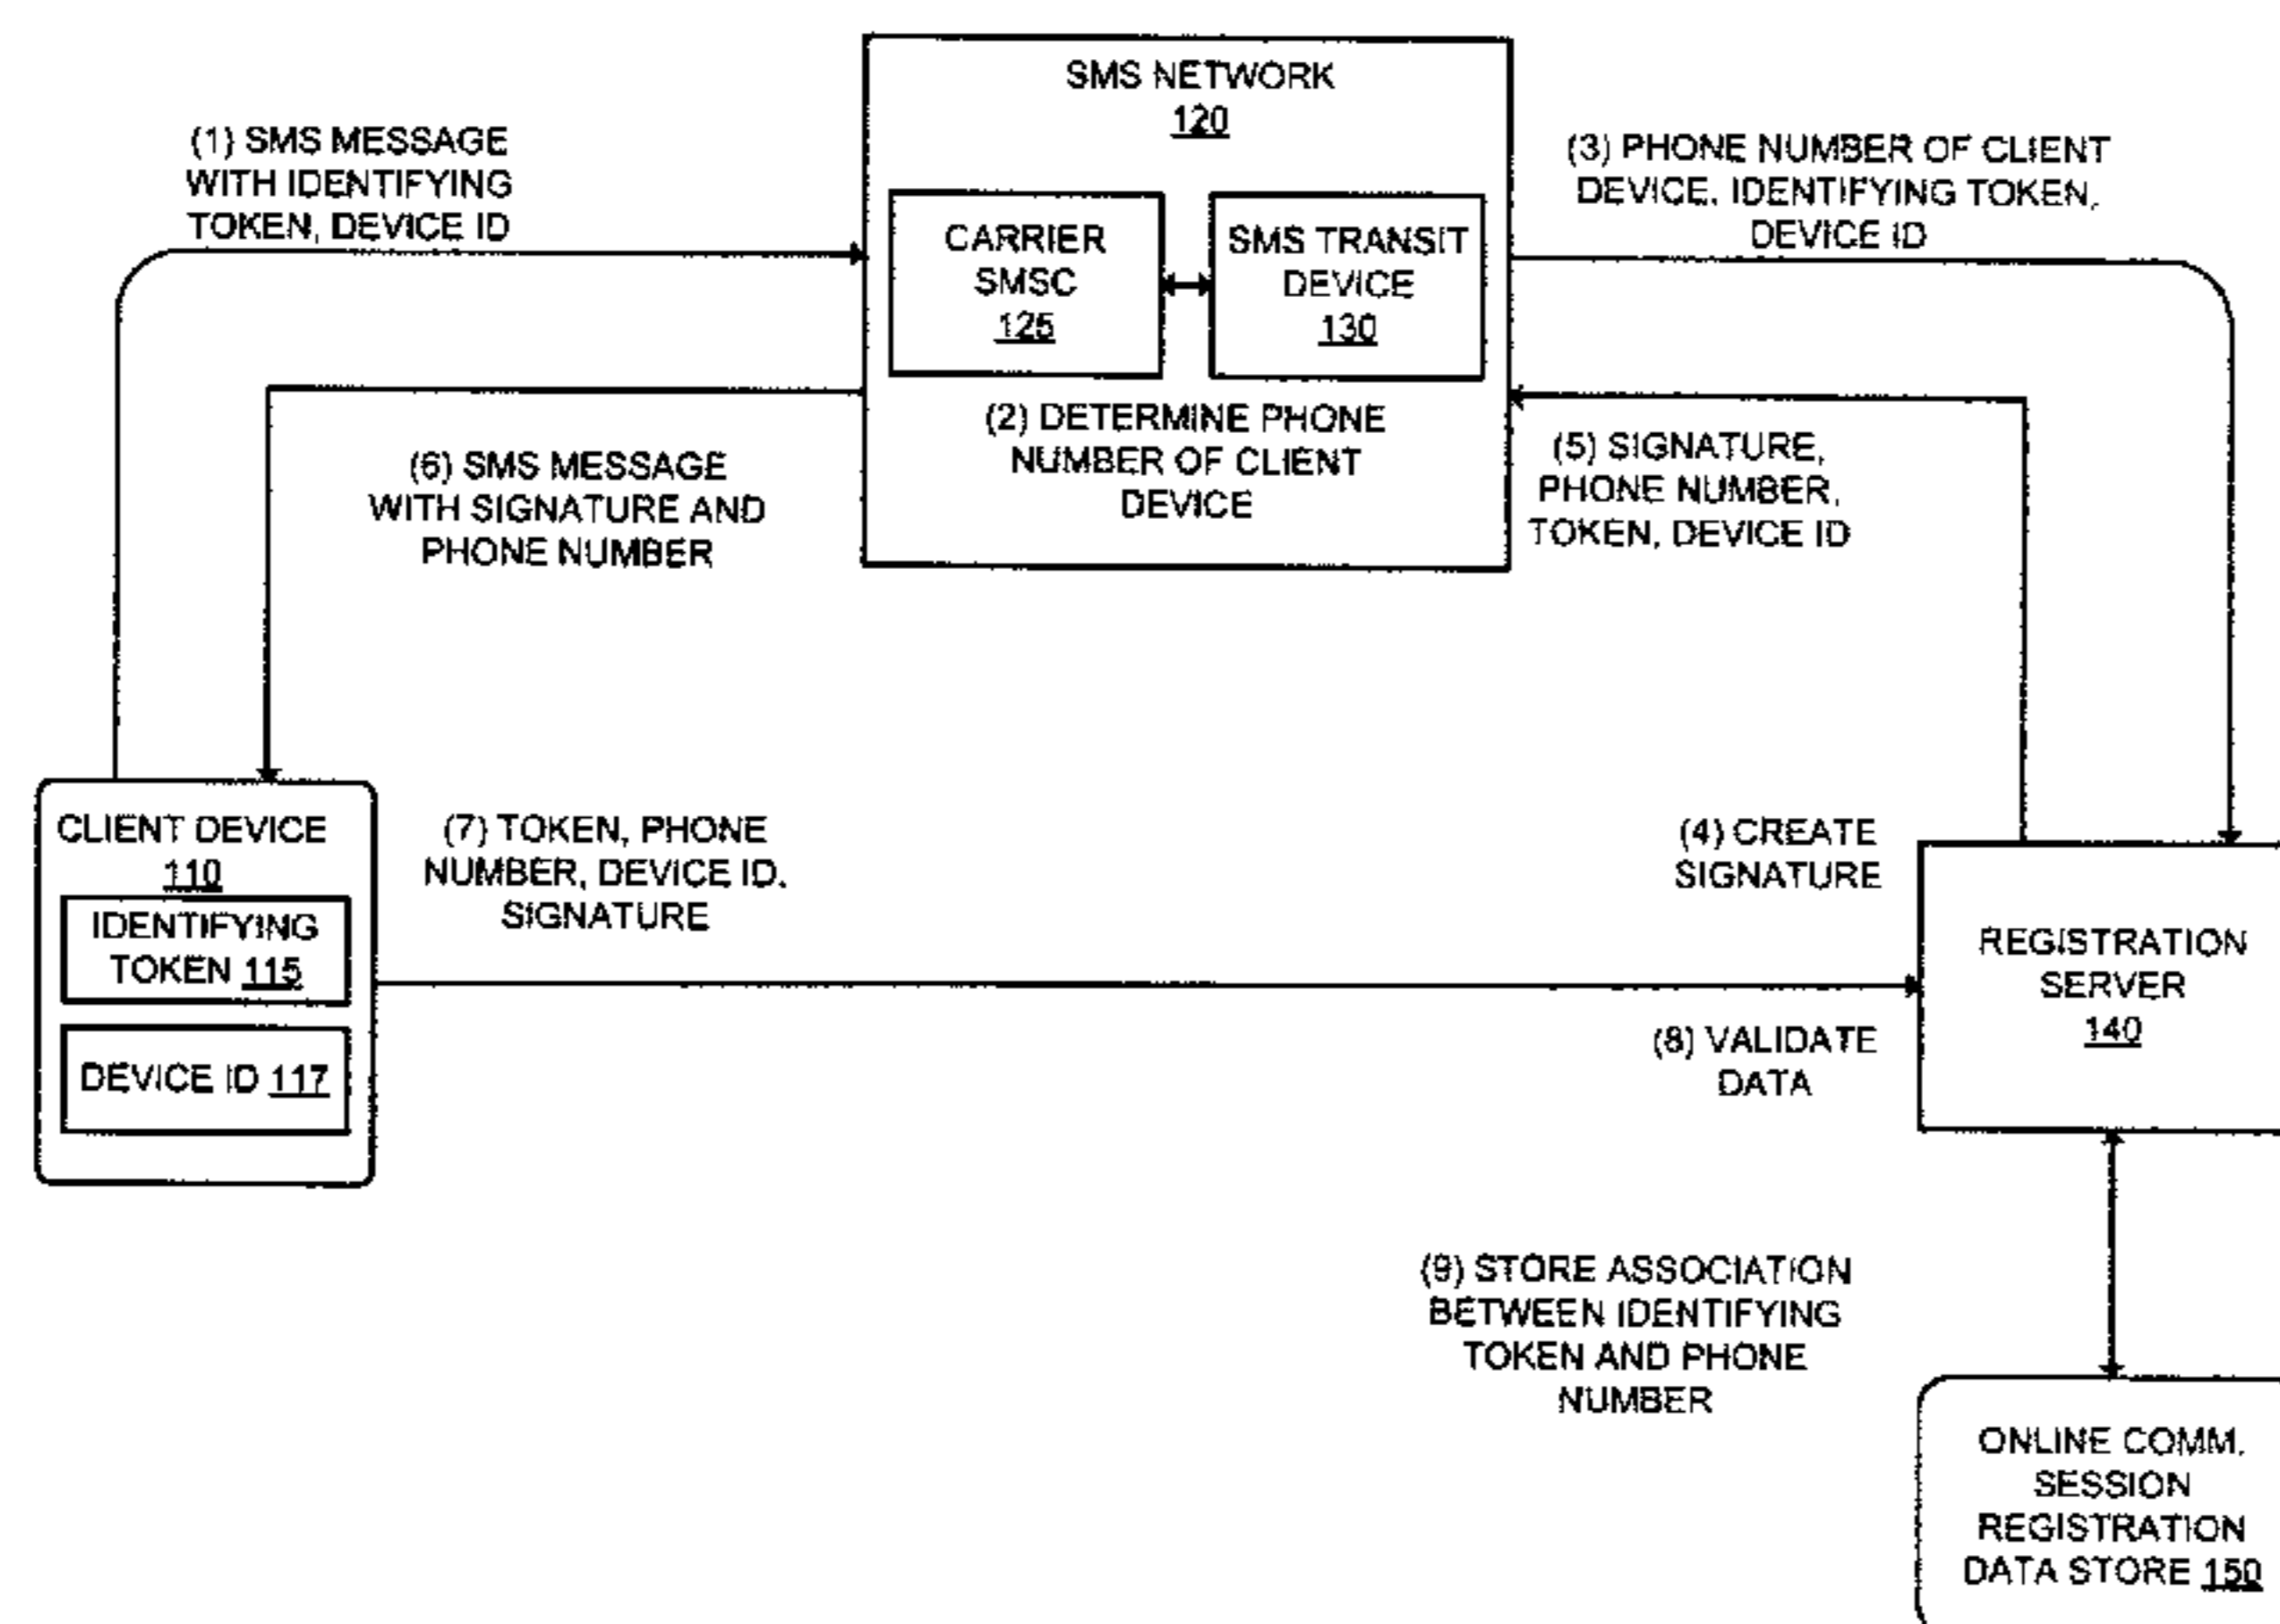 SMS NETWORK
120
(1) SMS MESSAGE
WITH IDENTIFYING
TOKEN, DEVICE ID
CARRIER
SMSC
125
SMS TRANSIT
DEVICE
130
(2) DETERMINE PHONE
NUMBER OF CLIENT
DEVICE
(3) PHONE NUMBER OF CLIENT
DEVICE, IDENTIFYING TOKEN,
DEVICE ID
(6) SMS MESSAGE
WITH SIGNATURE AND
PHONE NUMBER
(5) SIGNATURE,
PHONE NUMBER,
TOKEN, DEVICE ID
CLIENT DEVICE
110
IDENTIFYING
TOKEN 115
DEVICE ID 117
(7) TOKEN, PHONE
NUMBER, DEVICE ID,
SIGNATURE
(4) CREATE
SIGNATURE
REGISTRATION
SERVER
140
(8) VALIDATE
DATA
(9) STORE ASSOCIATION
BETWEEN IDENTIFYING
TOKEN AND PHONE
NUMBER
ONLINE COMM.
SESSION
REGISTRATION
DATA STORE 150